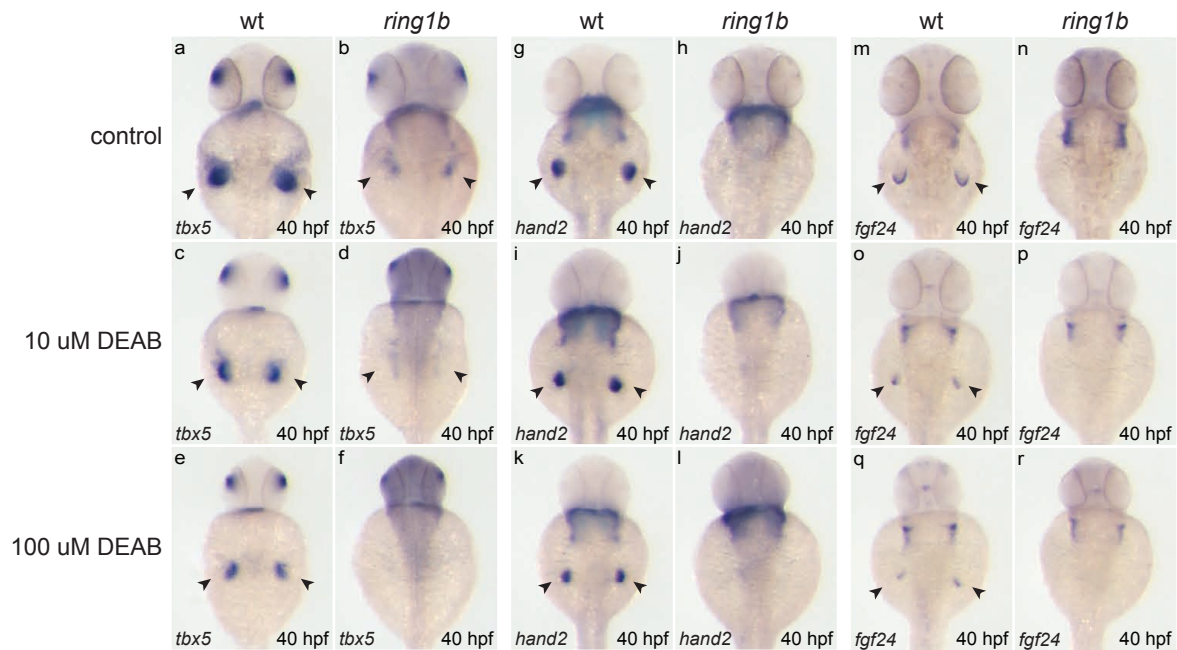 wt ring1b wt ring1b wt ring1b
control
a b g h m n
tbx5 40 hpf tbx5 40 hpf hand2 40 hpf hand2 40 hpf fgf24 40 hpf fgf24 40 hpf
10 uM DEAB
c d i j o p
tbx5 40 hpf tbx5 40 hpf hand2 40 hpf hand2 40 hpf fgf24 40 hpf fgf24 40 hpf
100 uM DEAB
e f k l q r
tbx5 40 hpf tbx5 40 hpf hand2 40 hpf hand2 40 hpf fgf24 40 hpf fgf24 40 hpf